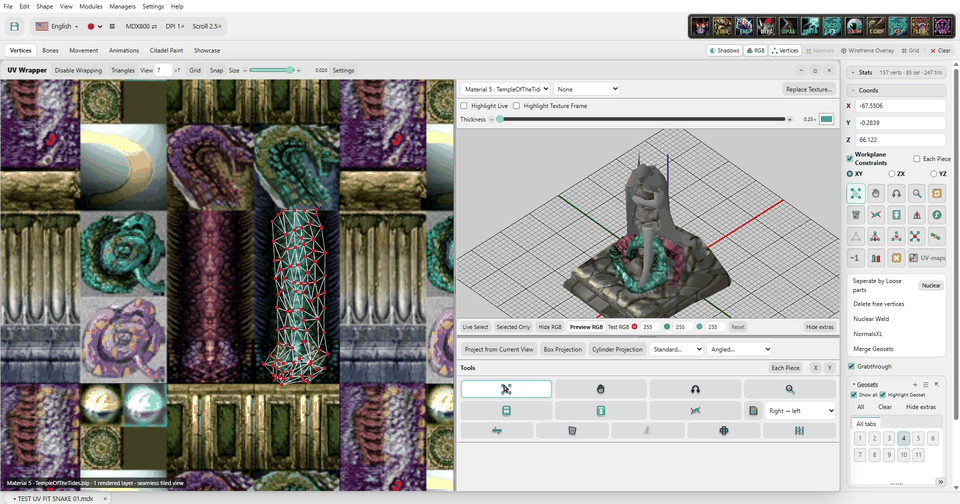 File Edit Shape View Modules Managers Settings Help
English MDX800 DPI 1× Scroll 2.5×
Vertices Bones Movement Animations Citadel Paint Showcase
Shadows RGB Vertices Normals Wireframe Overlay Grid Clear
UV Wrapper Disable Wrapping Triangles View 7 ÷7 Grid Snap Size − + 0.020 Settings
Material 5 - TempleOfTheTid None Replace Texture...
Highlight Live Highlight Texture Frame
Thickness 0.25×
Live Select Selected Only Hide RGB Preview RGB Test RGB 255 255 255 Reset Hide extras
Project from Current View Box Projection Cylinder Projection Standard... Angled...
Tools Each Piece X Y
Right → left
Material 5 - TempleOfTheTides.blp - 1 rendered layer - seamless tiled view
• TEST UV FIT SNAKE 01.mdx ×
Stats 157 verts · 85 sel · 247 tris
Coords
X -67.5506
Y -0.2839
Z 66.122
Workplane Constraints Each Piece
XY ZX YZ
−1 UV-maps
Seperate by Loose parts Nuclear
Delete free vertices
Nuclear Weld
NormalsXL
Merge Geosets
Grabthrough
Geosets + ≡
Show all Highlight Geoset
All Clear Hide extras
All tabs
1 2 3 4 5 6
7 8 9 10 11